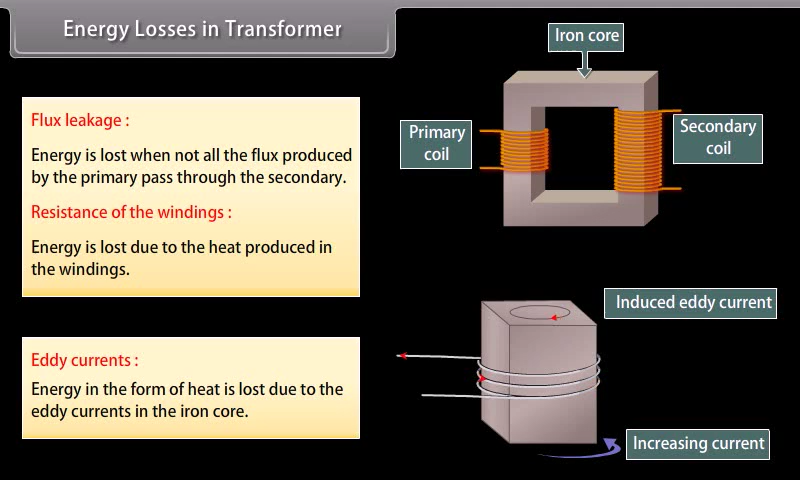 Energy Losses in Transformer
Iron core
Flux leakage :
Energy is lost when not all the flux produced
by the primary pass through the secondary.
Resistance of the windings :
Energy is lost due to the heat produced in
the windings.
Primary
coil
Secondary
coil
Induced eddy current
Eddy currents :
Energy in the form of heat is lost due to the
eddy currents in the iron core.
Increasing current